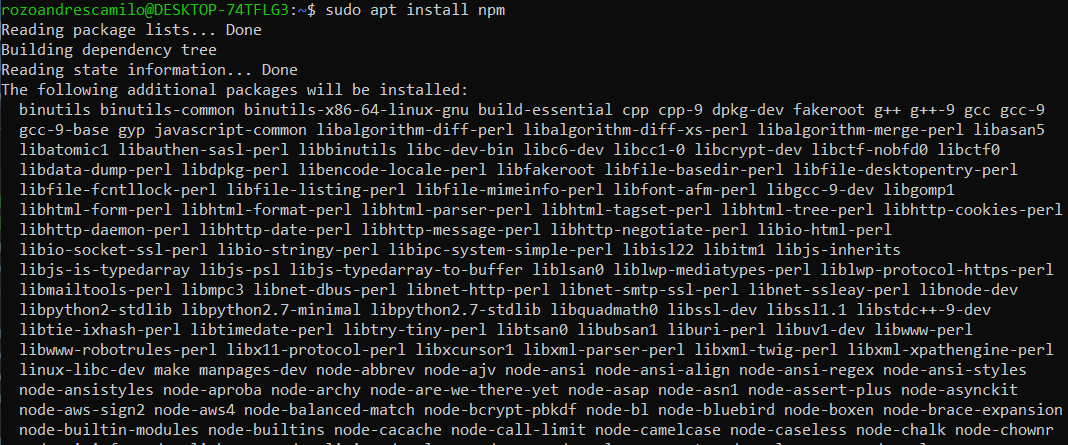 rozoandrescamilo@DESKTOP-74TFLG3:~$ sudo apt install npm
Reading package lists... Done
Building dependency tree
Reading state information... Done
The following additional packages will be installed:
binutils binutils-common binutils-x86-64-linux-gnu build-essential cpp cpp-9 dpkg-dev fakeroot g++ g++-9 gcc gcc-9
gcc-9-base gyp javascript-common libalgorithm-diff-perl libalgorithm-diff-xs-perl libalgorithm-merge-perl libasan5
libatomic1 libauthen-sasl-perl libbinutils libc-dev-bin libc6-dev libcc1-0 libcrypt-dev libctf-nobfd0 libctf0
libdata-dump-perl libdpkg-perl libencode-locale-perl libfakeroot libfile-basedir-perl libfile-desktopentry-perl
libfile-fcntllock-perl libfile-listing-perl libfile-mimeinfo-perl libfont-afm-perl libgcc-9-dev libgomp1
libhtml-form-perl libhtml-format-perl libhtml-parser-perl libhtml-tagset-perl libhtml-tree-perl libhttp-cookies-perl
libhttp-daemon-perl libhttp-date-perl libhttp-message-perl libhttp-negotiate-perl libio-html-perl
libio-socket-ssl-perl libio-stringy-perl libipc-system-simple-perl libisl22 libitm1 libjs-inherits
libjs-is-typedarray libjs-psl libjs-typedarray-to-buffer liblsan0 liblwp-mediatypes-perl liblwp-protocol-https-perl
libmailtools-perl libmpc3 libnet-dbus-perl libnet-http-perl libnet-smtp-ssl-perl libnet-ssleay-perl libnode-dev
libpython2-stdlib libpython2.7-minimal libpython2.7-stdlib libquadmath0 libssl-dev libssl1.1 libstdc++-9-dev
libtie-ixhash-perl libtimedate-perl libtry-tiny-perl libtsan0 libubsan1 liburi-perl libuv1-dev libwww-perl
libwww-robotrules-perl libx11-protocol-perl libxcursor1 libxml-parser-perl libxml-twig-perl libxml-xpathengine-perl
linux-libc-dev make manpages-dev node-abbrev node-ajv node-ansi node-ansi-align node-ansi-regex node-ansi-styles
node-ansistyles node-aproba node-archy node-are-we-there-yet node-asap node-asn1 node-assert-plus node-asynckit
node-aws-sign2 node-aws4 node-balanced-match node-bcrypt-pbkdf node-bl node-bluebird node-boxen node-brace-expansion
node-builtin-modules node-builtins node-cacache node-call-limit node-camelcase node-caseless node-chalk node-chownr